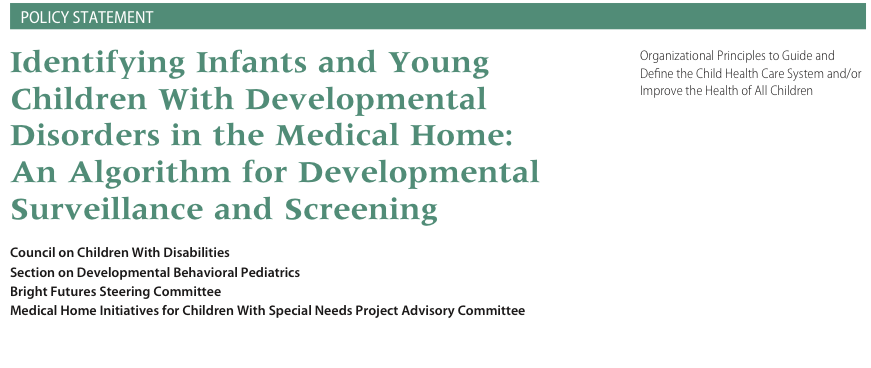 POLICY STATEMENT
Identifying Infants and Young
Children With Developmental
Disorders in the Medical Home:
An Algorithm for Developmental
Surveillance and Screening
Organizational Principles to Guide and
Define the Child Health Care System and/or
Improve the Health of All Children
Council on Children With Disabilities
Section on Developmental Behavioral Pediatrics
Bright Futures Steering Committee
Medical Home Initiatives for Children With Special Needs Project Advisory Committee